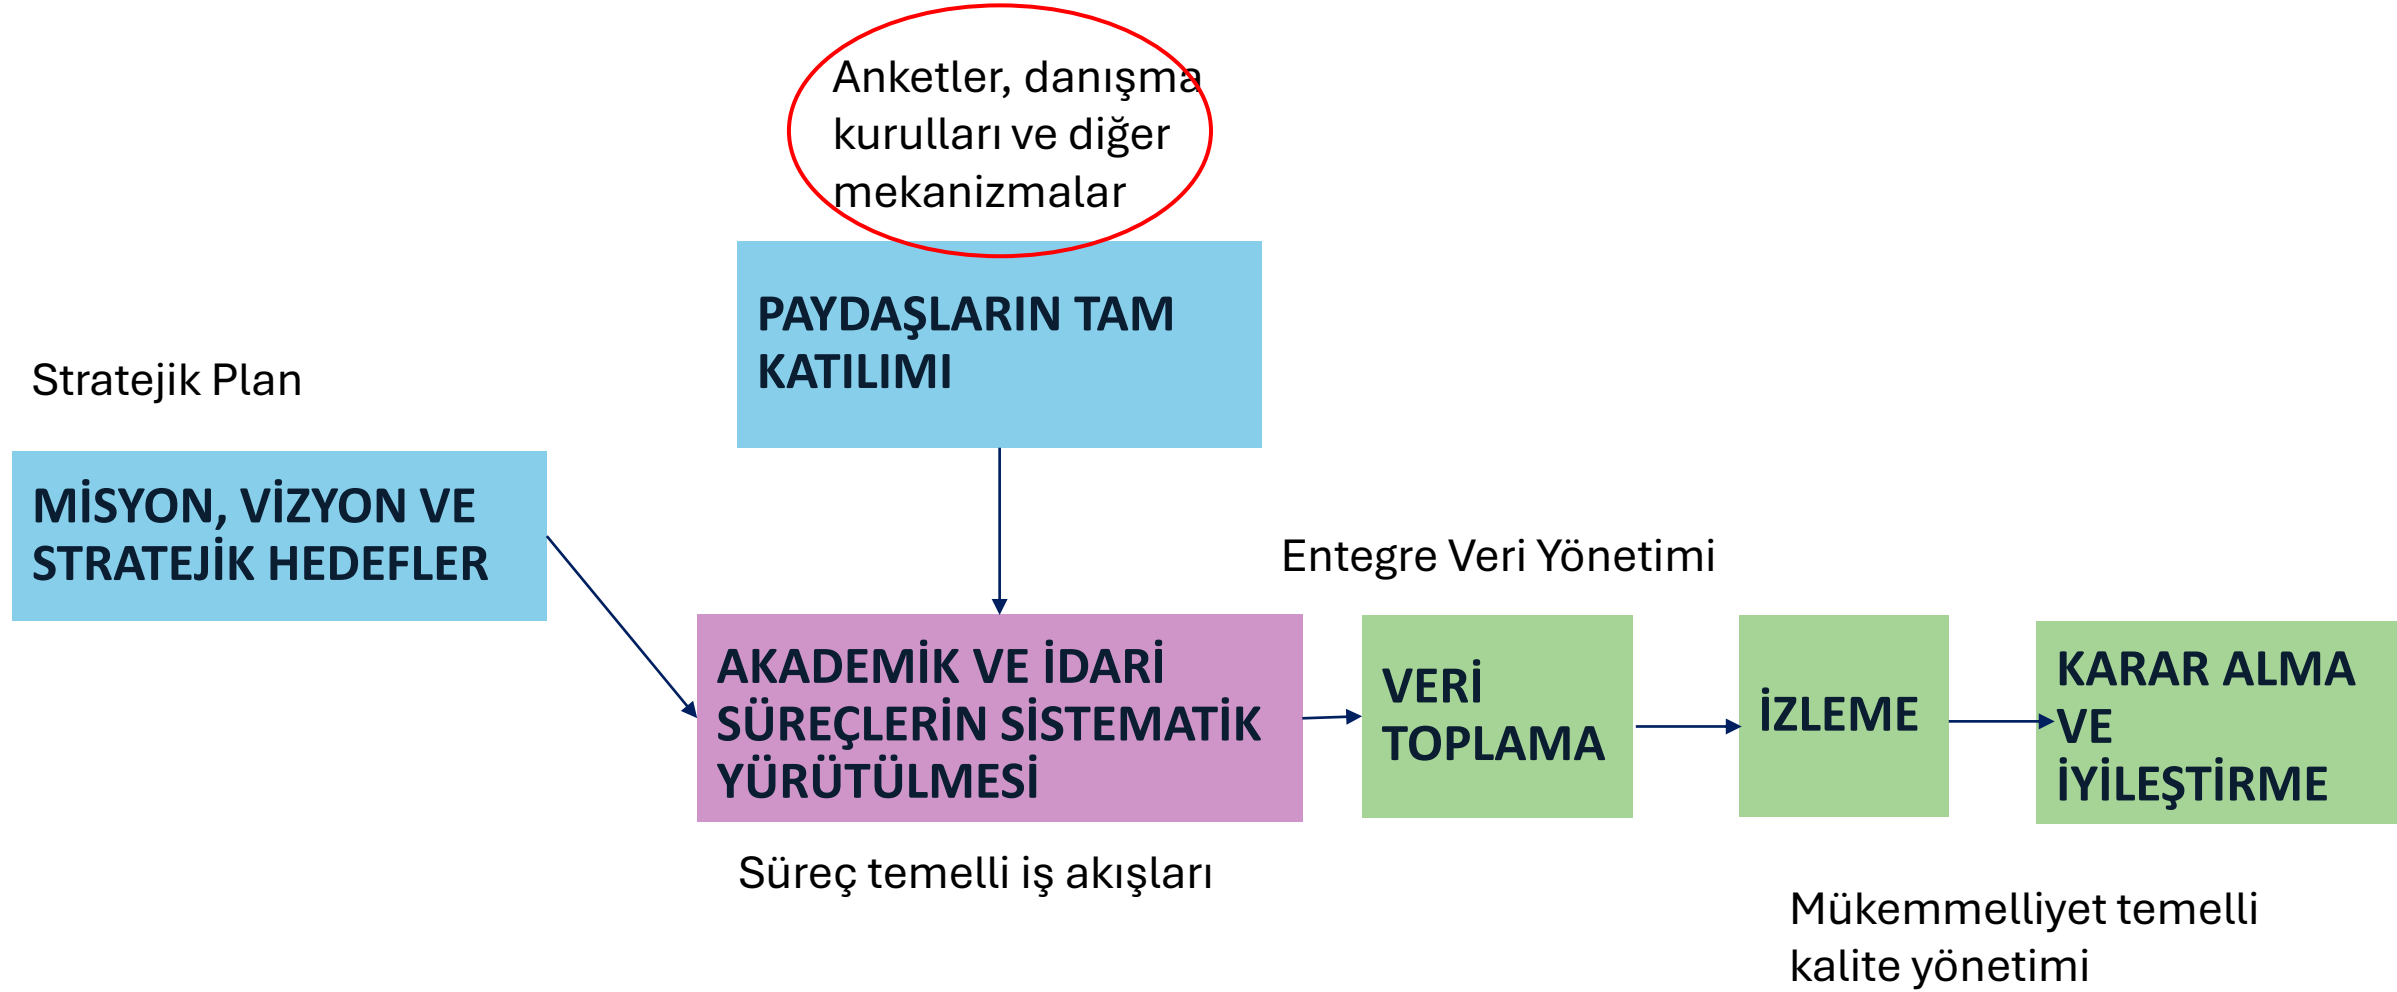 Anketler, danışma
kurulları ve diğer
mekanizmalar
PAYDAŞLARIN TAM
KATILIMI
Stratejik Plan
MİSYON, VİZYON VE
STRATEJİK HEDEFLER
Entegre Veri Yönetimi
AKADEMİK VE İDARİ
SÜREÇLERİN SİSTEMATİK
YÜRÜTÜLMESİ
VERİ
TOPLAMA
İZLEME
KARAR ALMA
VE
İYİLEŞTİRME
Süreç temelli iş akışları
Mükemmelliyet temelli
kalite yönetimi